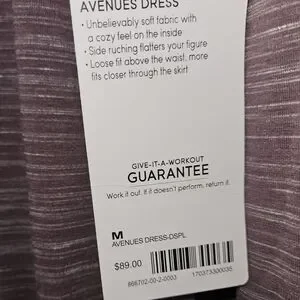 AVENUES DRESS
• Unbelievably soft fabric with
a cozy feel on the inside
• Side ruching flatters your figure
• Loose fit above the waist, more
fits closer through the skirt
GIVE-IT-A-WORKOUT
GUARANTEE
Work it out. If it doesn't perform, return it.
M
AVENUES DRESS-DSPL
$89.00
866702-00-2-0003
170373300035